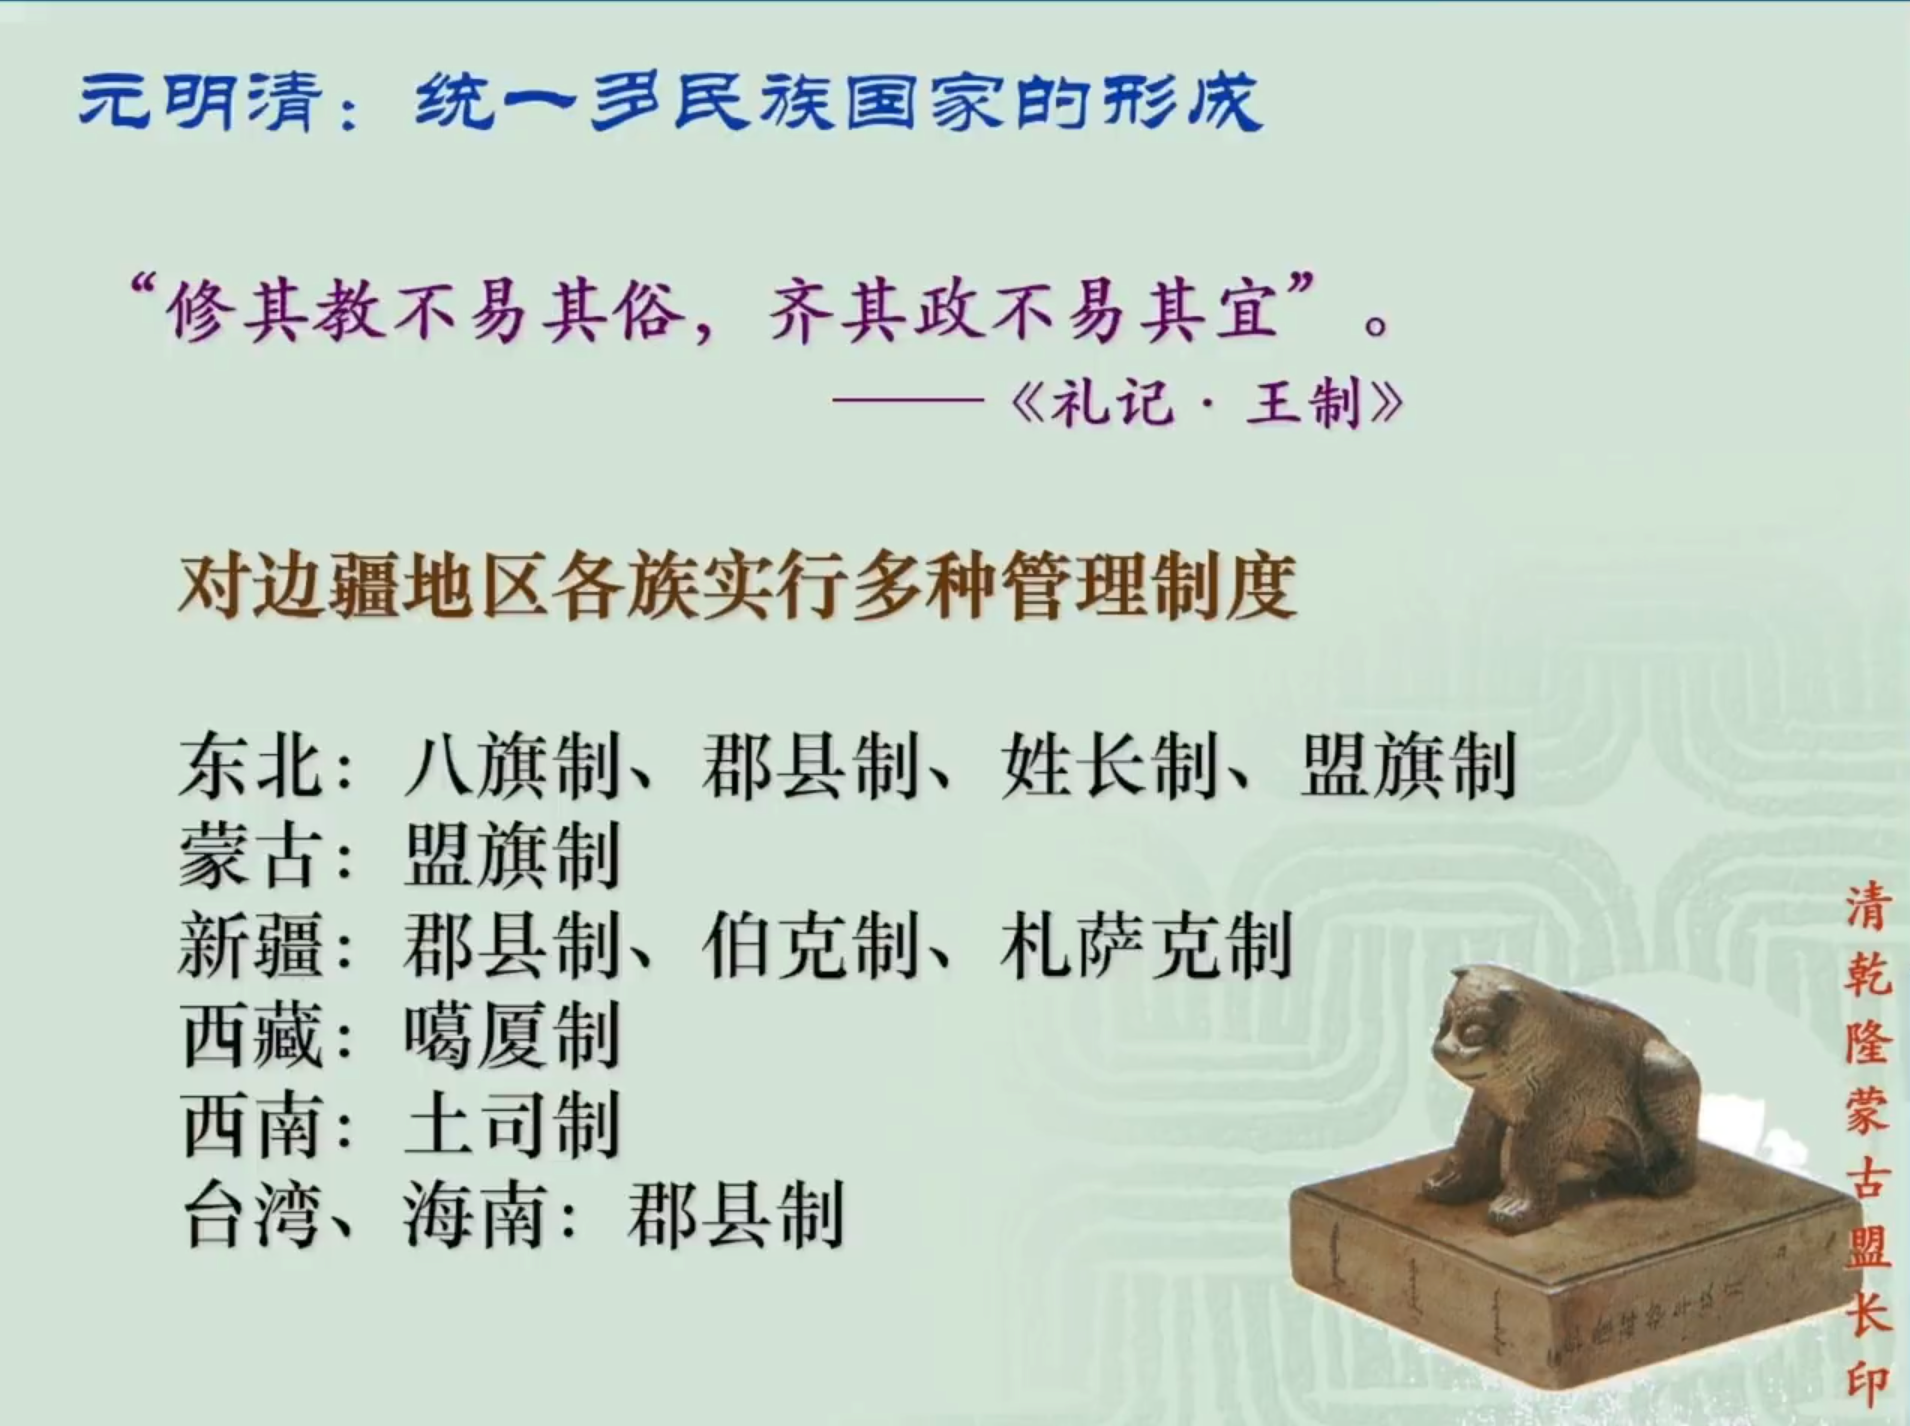 元明清：统一多民族国家的形成
“修其教不易其俗，齐其政不易其宜”。
——《礼记·王制》
对边疆地区各族实行多种管理制度
东北：八旗制、郡县制、姓长制、盟旗制
蒙古：盟旗制
新疆：郡县制、伯克制、札萨克制
西藏：噶厦制
西南：土司制
台湾、海南：郡县制
清乾隆蒙古盟长印